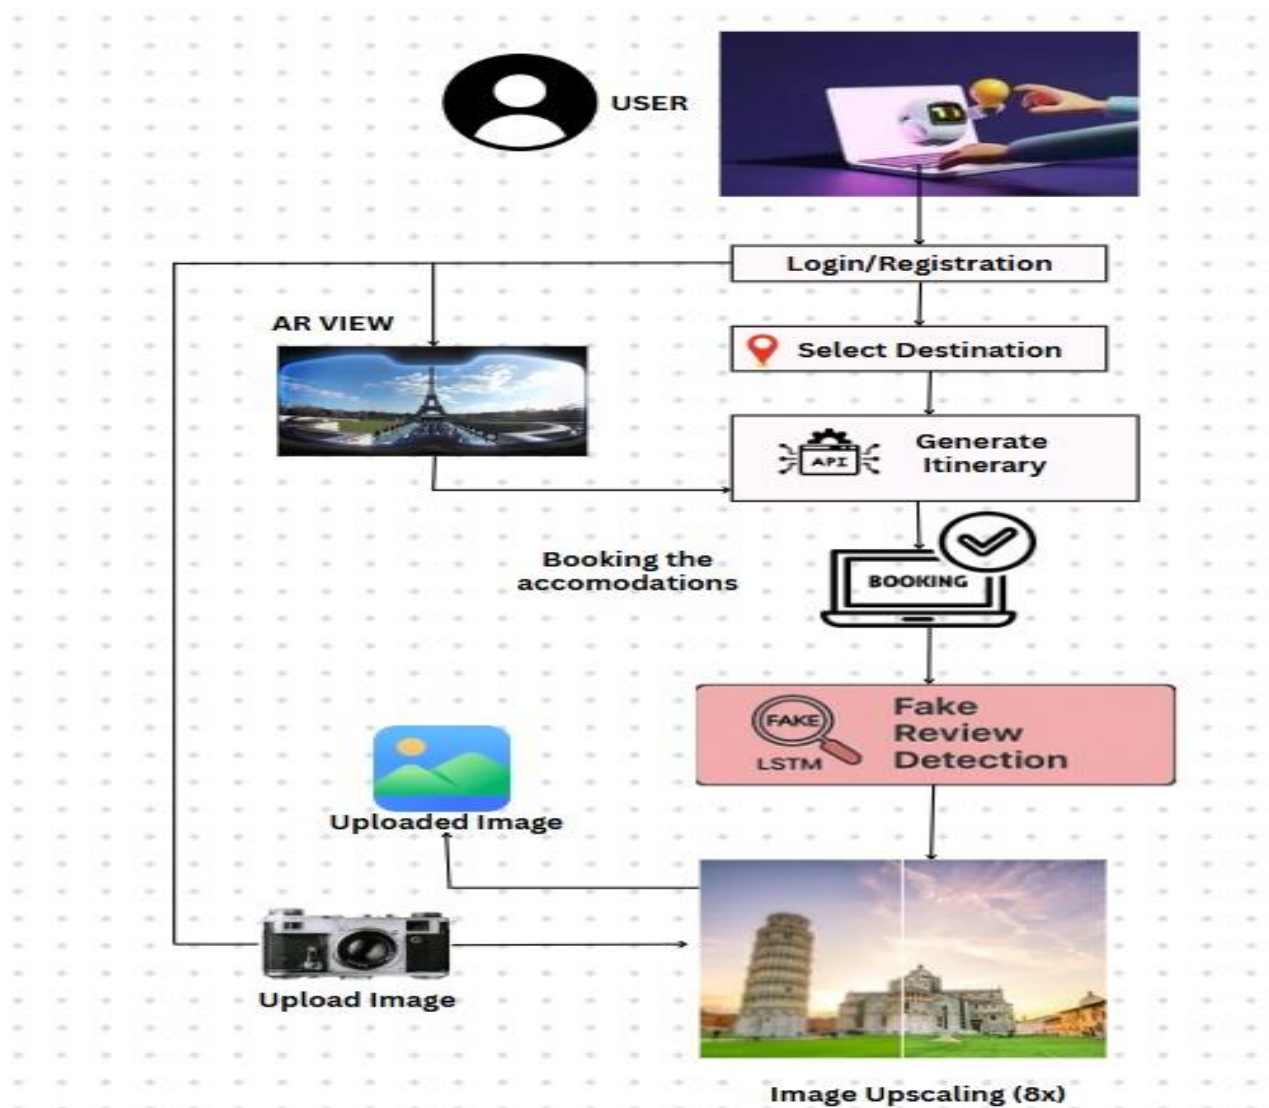 USER
Login/Registration
AR VIEW
Select Destination
API
Generate
Itinerary
Booking the
accomodations
BOOKING
FAKE
LSTM
Fake
Review
Detection
Uploaded Image
Upload Image
Image Upscaling (8x)